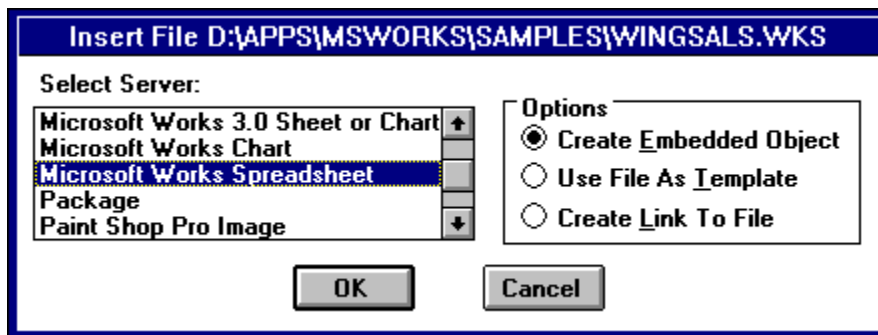 Insert File D:\APPS\MSWORKS\SAMPLES\WINGSALS.WKS
Select Server:
Microsoft Works 3.0 Sheet or Chart
Microsoft Works Chart
Microsoft Works Spreadsheet
Package
Paint Shop Pro Image
Options
Create Embedded Object
Use File As Template
Create Link To File
OK
Cancel